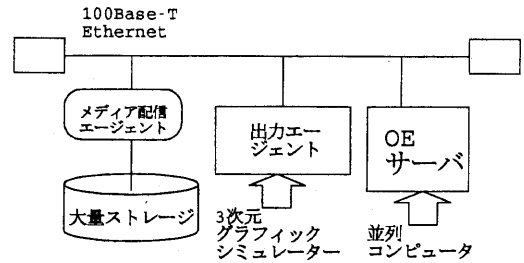 100Base-T
Ethernet
メディア配信
エージェント
出力エー
ジェント
OE
サーバ
大量ストレージ
3次元
グラフィック
シミュレーター
並列
コンピュータ